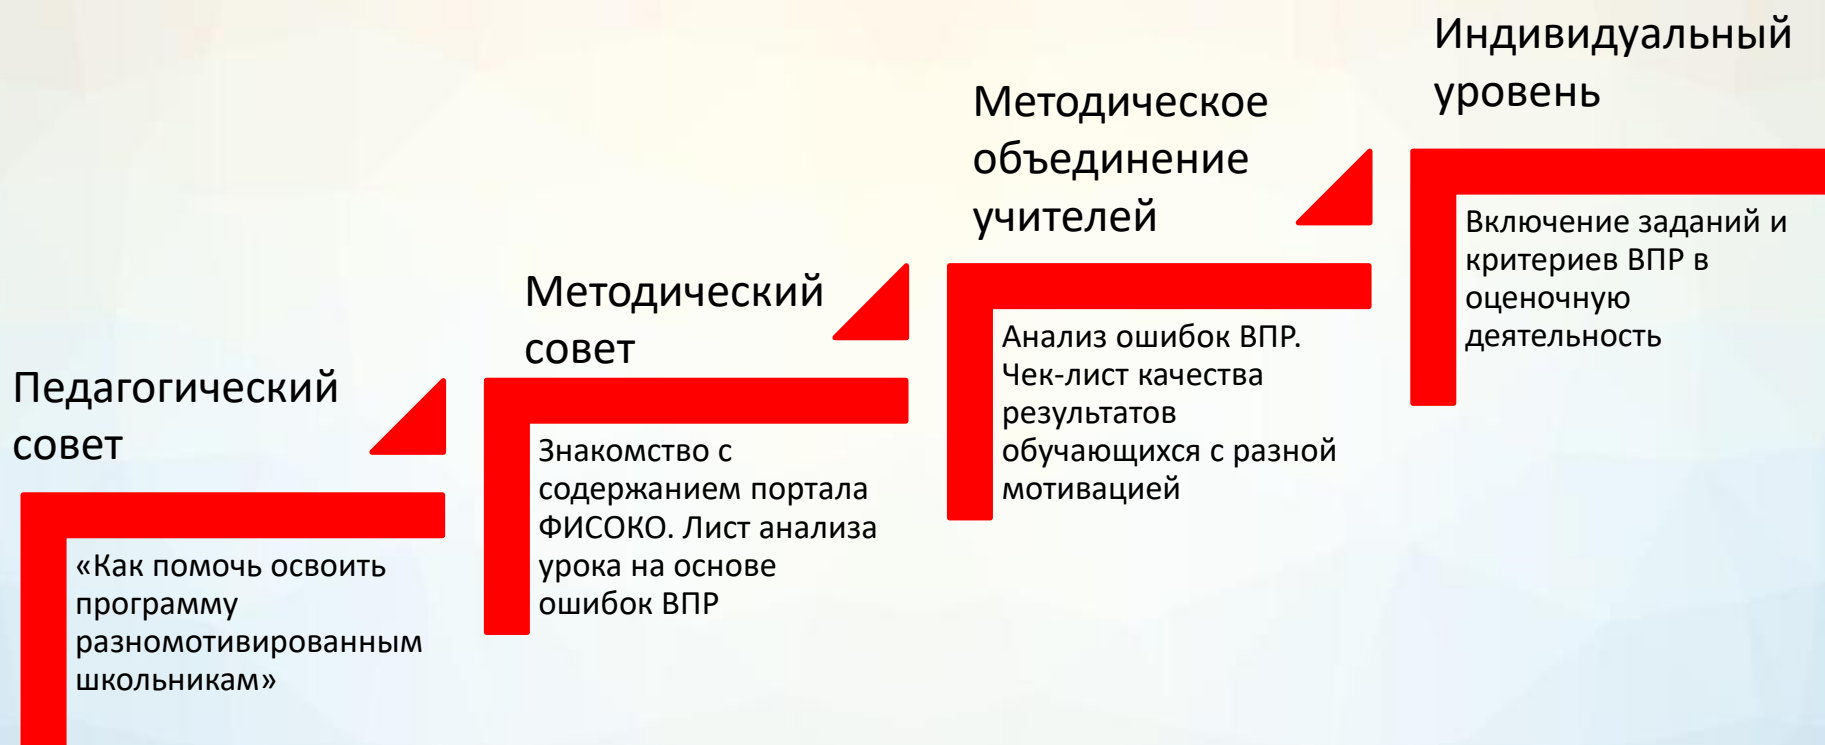 Педагогический
совет
«Как помочь освоить
программу
разномотивированным
школьникам»
Методический
совет
Знакомство с
содержанием портала
ФИСОКО. Лист анализа
урока на основе
ошибок ВПР
Методическое
объединение
учителей
Анализ ошибок ВПР.
Чек-лист качества
результатов
обучающихся с разной
мотивацией
Индивидуальный
уровень
Включение заданий и
критериев ВПР в
оценочную
деятельность